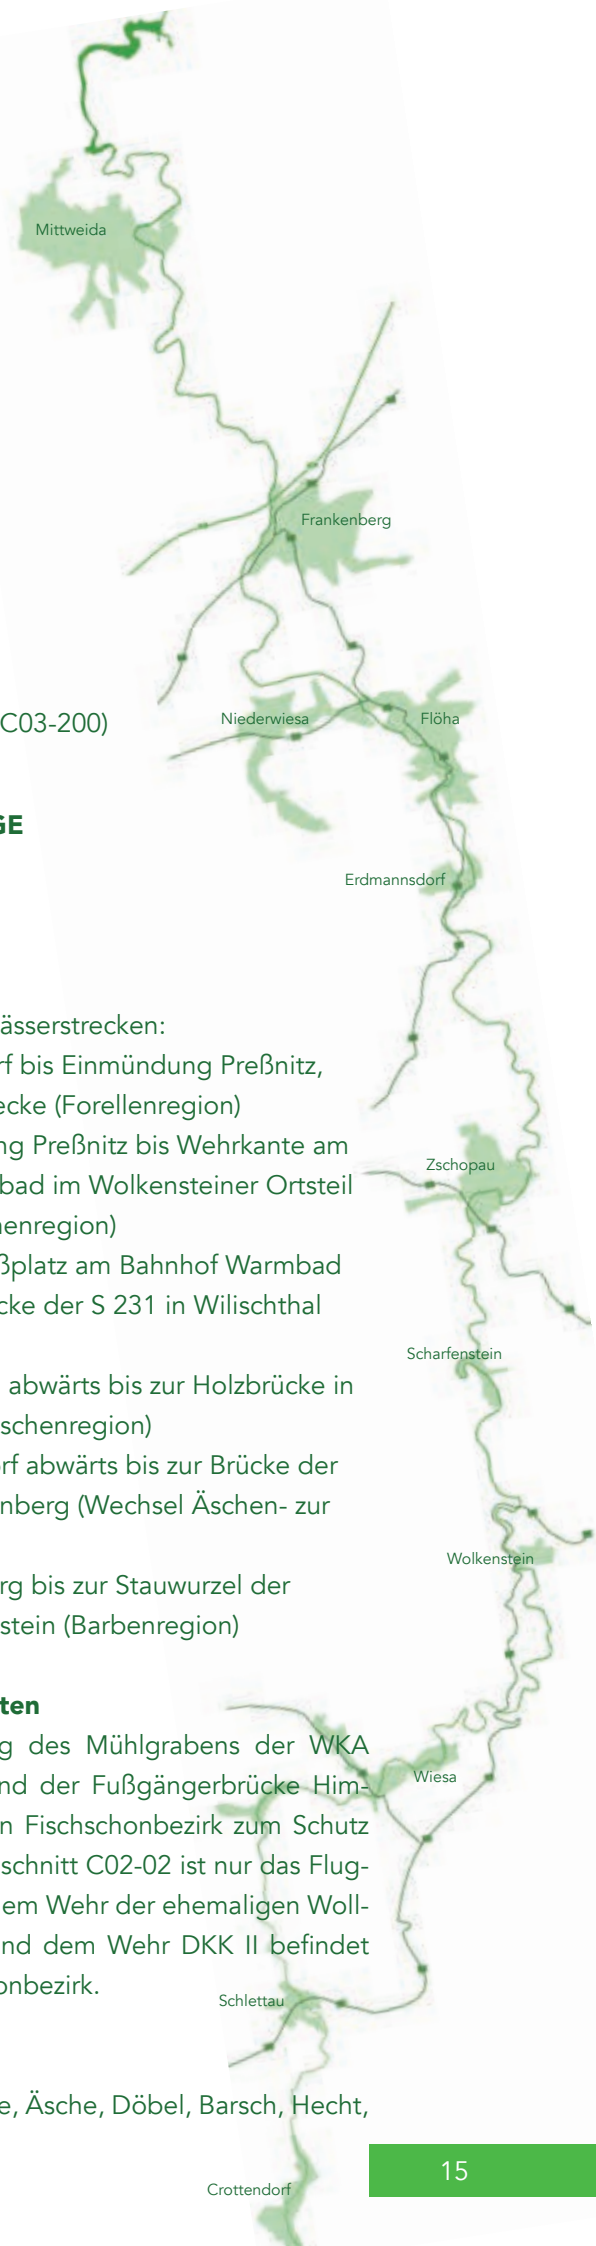 Mittweida
Frankenberg
C03-200)
Niederwiesa
Flöha
GE
Erdmannsdorf
ässerstrecken:
rf bis Einmündung Preßnitz,
ecke (Forellenregion)
ng Preßnitz bis Wehrkante am
Zschopau
bad im Wolkensteiner Ortsteil
nenregion)
ßplatz am Bahnhof Warmbad
cke der S 231 in Wilischthal
Scharfenstein
abwärts bis zur Holzbrücke in
schenregion)
rf abwärts bis zur Brücke der
nberg (Wechsel Äschen- zur
Wolkenstein
rg bis zur Stauwurzel der
stein (Barbenregion)
ten
g des Mühlgrabens der WKA
Wiesa
nd der Fußgängerbrücke Him-
n Fischschonbezirk zum Schutz
schnitt C02-02 ist nur das Flug-
em Wehr der ehemaligen Woll-
nd dem Wehr DKK II befindet
onbezirk.
Schlettau
e, Äsche, Döbel, Barsch, Hecht,
15
Crottendorf